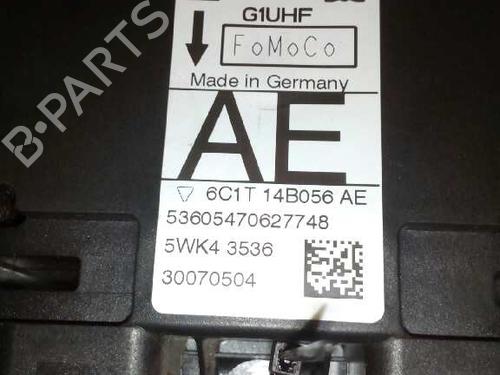 G1UHF
FoMoCo
Made in Germany
AE
6C1T 14B056 AE
53605470627748
5WK4 3536
30070504
B-PARTS